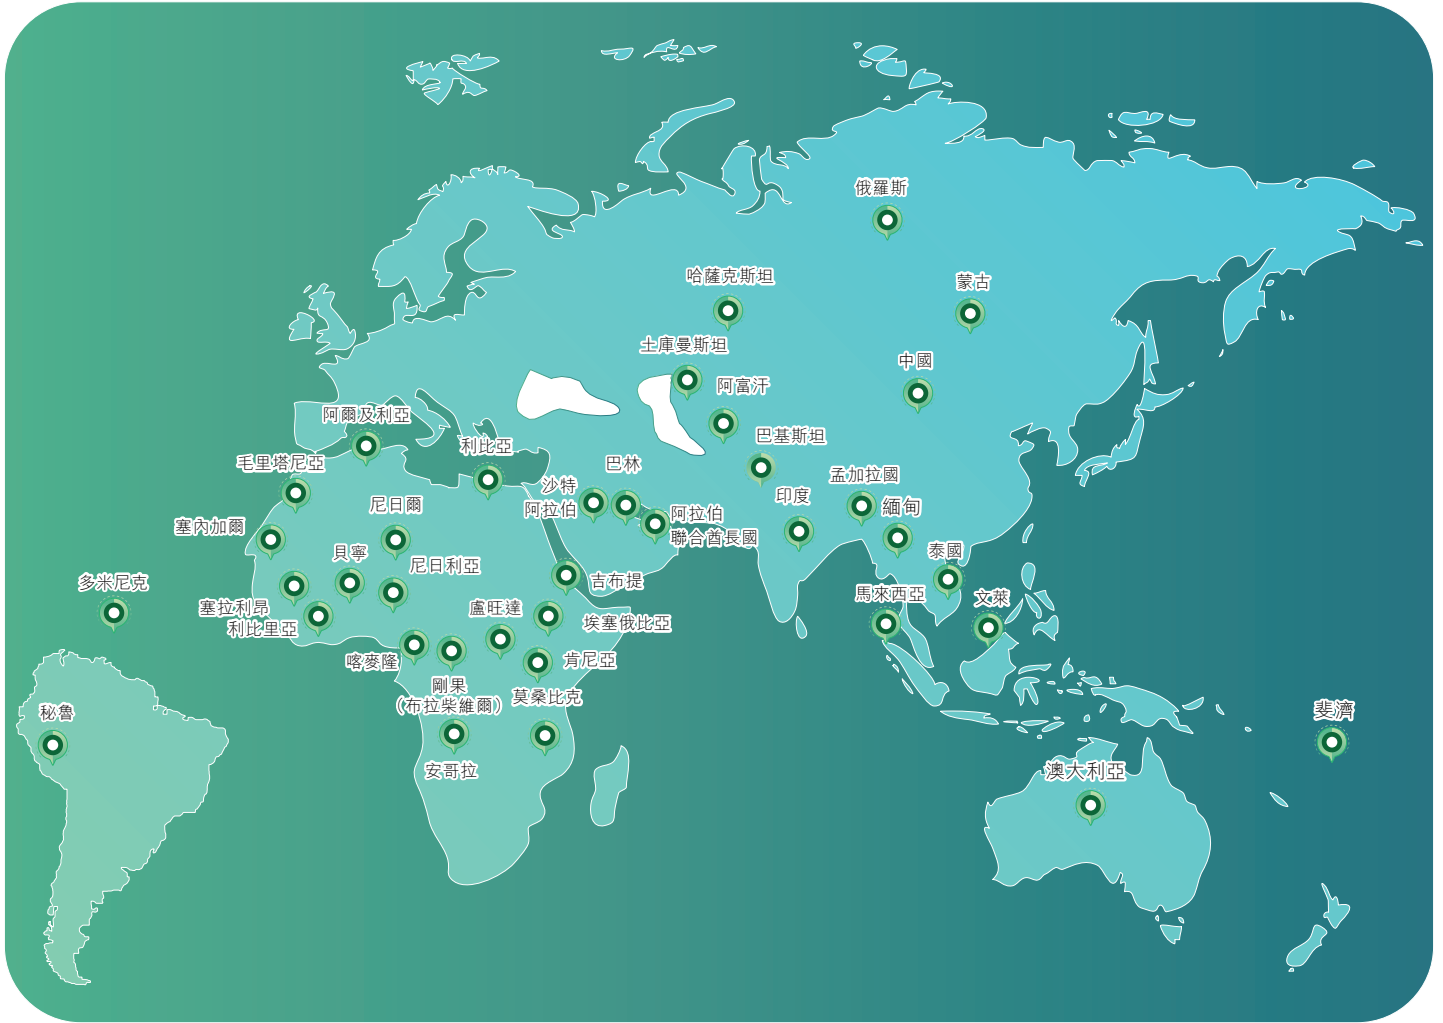 俄羅斯
哈薩克斯坦
蒙古
土庫曼斯坦
中國
阿富汗
阿爾及利亞
巴基斯坦
利比亞
毛里塔尼亞
巴林
孟加拉國
沙特
阿拉伯
印度
尼日爾
緬甸
阿拉伯
聯合酋長國
塞內加爾
貝寧
泰國
尼日利亞
多米尼克
吉布提
馬來西亞
文萊
塞拉利昂
盧旺達
利比里亞
埃塞俄比亞
喀麥隆
肯尼亞
剛果
（布拉柴維爾）
莫桑比克
秘魯
斐濟
安哥拉
澳大利亞